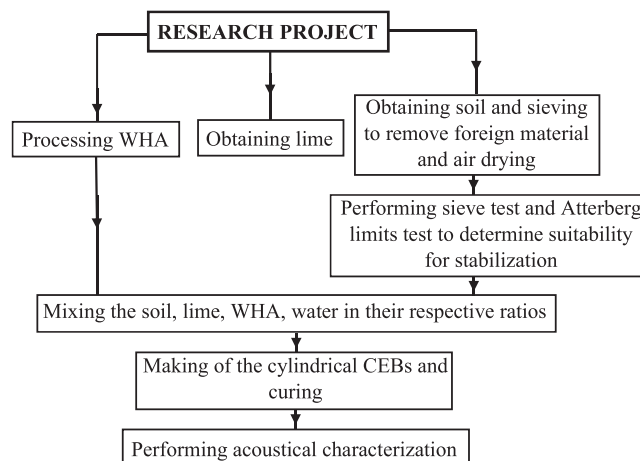 RESEARCH PROJECT
Processing WHA
Obtaining lime
Obtaining soil and sieving
to remove foreign material
and air drying
Performing sieve test and Atterberg
limits test to determine suitability
for stabilization
Mixing the soil, lime, WHA, water in their respective ratios
Making of the cylindrical CEBs and
curing
Performing acoustical characterization